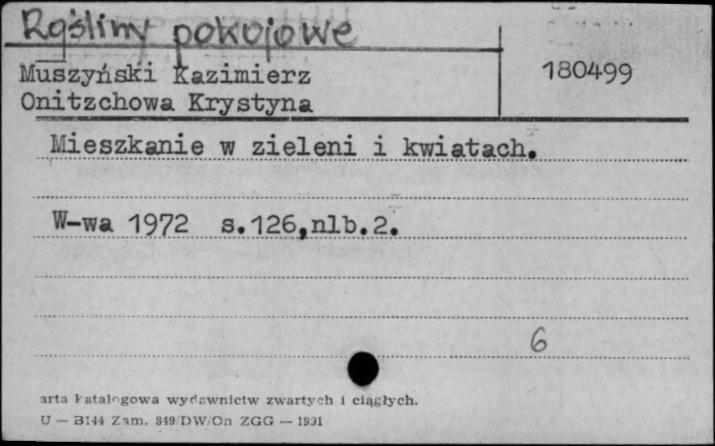 Rośliny pokojowe
Muszyński Kazimierz
180499
Onitzchowa Krystyna
Mieszkanie w zieleni i kwiatach.
W-wa 1972 s.126,nlb.2.
6
arta katalogowa wydawnictw zwartych i ciągłych.
U — B144 Zam. 849/DW/On ZGG — 1991